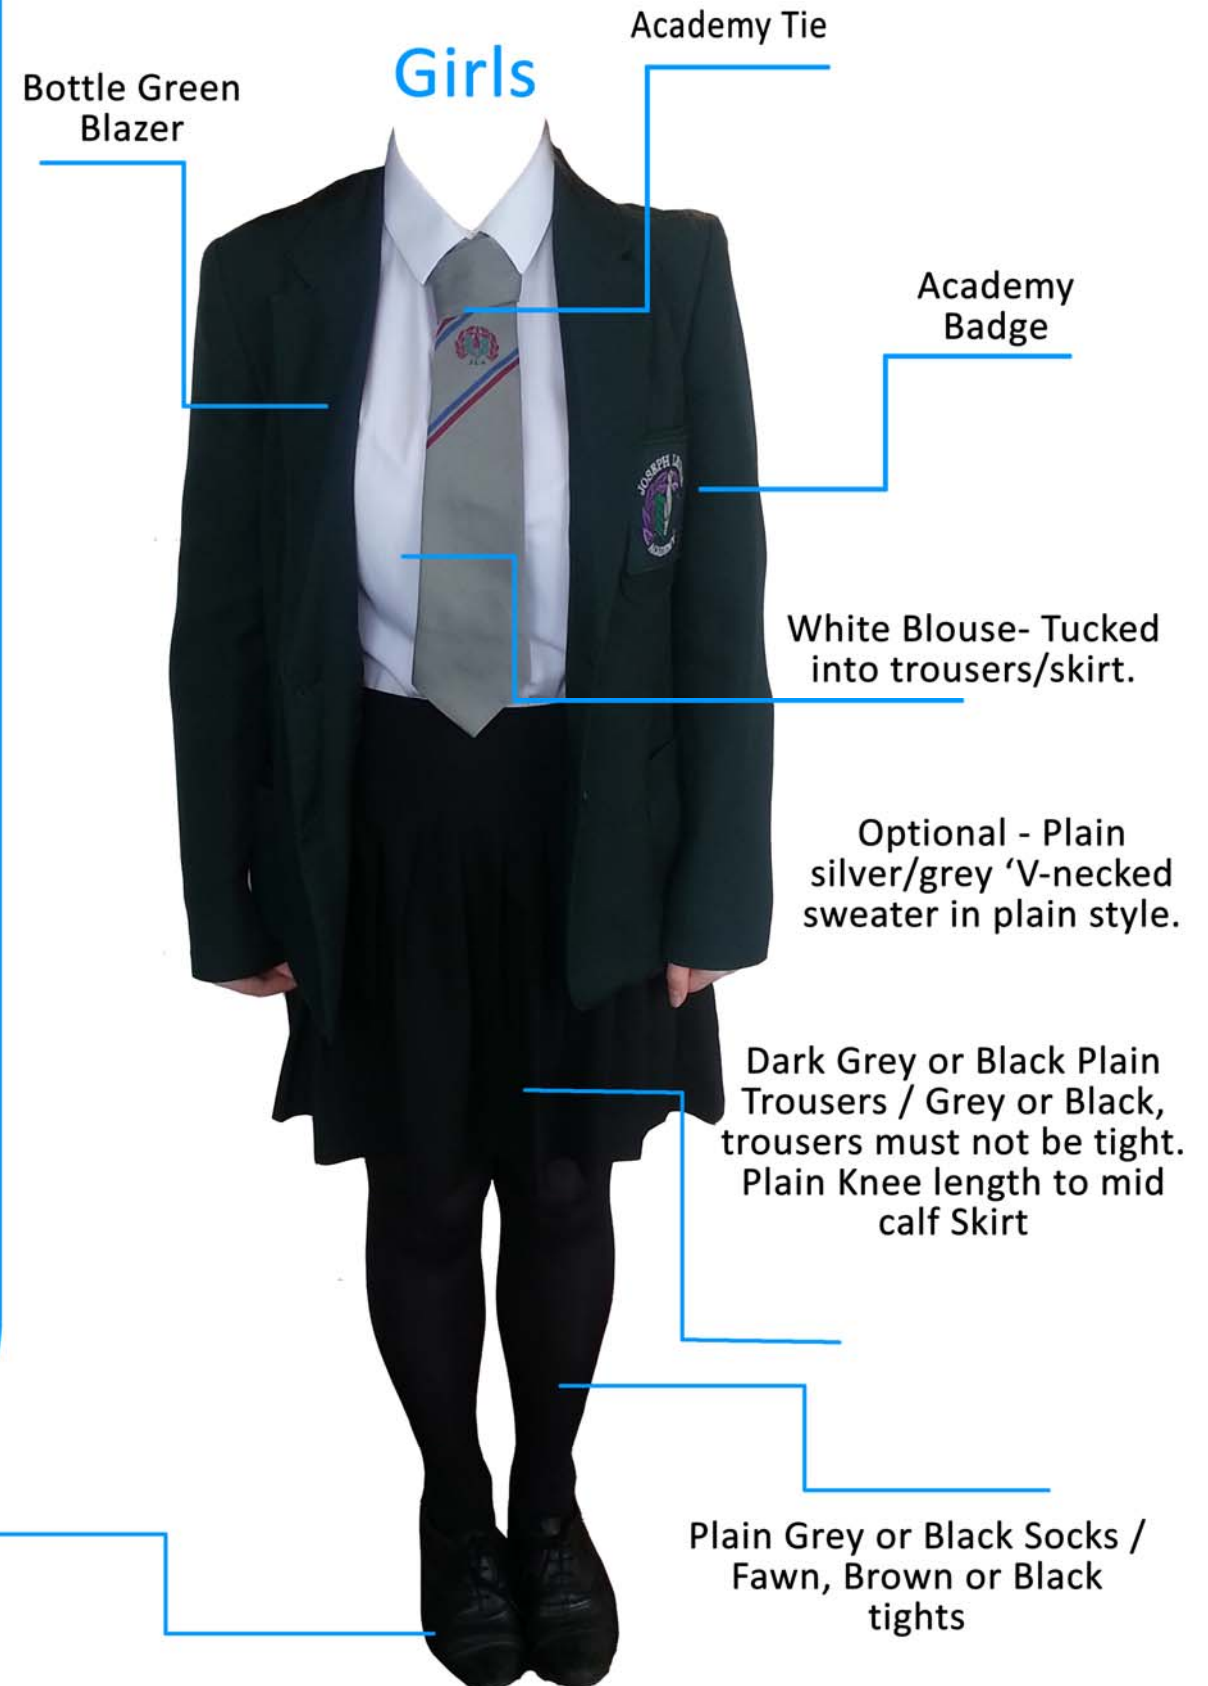 Academy Tie
Girls
Bottle Green
Blazer
Academy
Badge
JOSEPH
ACADEMY
White Blouse- Tucked
into trousers/skirt.
Optional - Plain
silver/grey ‘V-necked
sweater in plain style.
Dark Grey or Black Plain
Trousers / Grey or Black,
trousers must not be tight.
Plain Knee length to mid
calf Skirt
Plain Grey or Black Socks /
Fawn, Brown or Black
tights